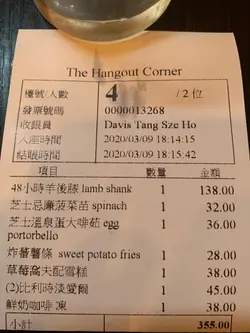 The Hangout Corner
檯號/人數 4 / 2 位
發票號碼 0000013268
收銀員 Davis Tang Sze Ho
入座時間 2020/03/09 18:14:15
結賬時間 2020/03/09 18:15:42
項目 數量 金額
48小時羊後膝 lamb shank 1 138.00
芝士忌廉菠菜苗 spinach 1 32.00
芝士溫泉蛋大啡菇 egg 1 36.00
portorbello
炸蕃薯條 sweet potato fries 1 28.00
草莓窩夫配雪糕 1 38.00
(2)比利時淡愛爾 1 45.00
鮮奶咖啡 凍 1 38.00
小計 355.00